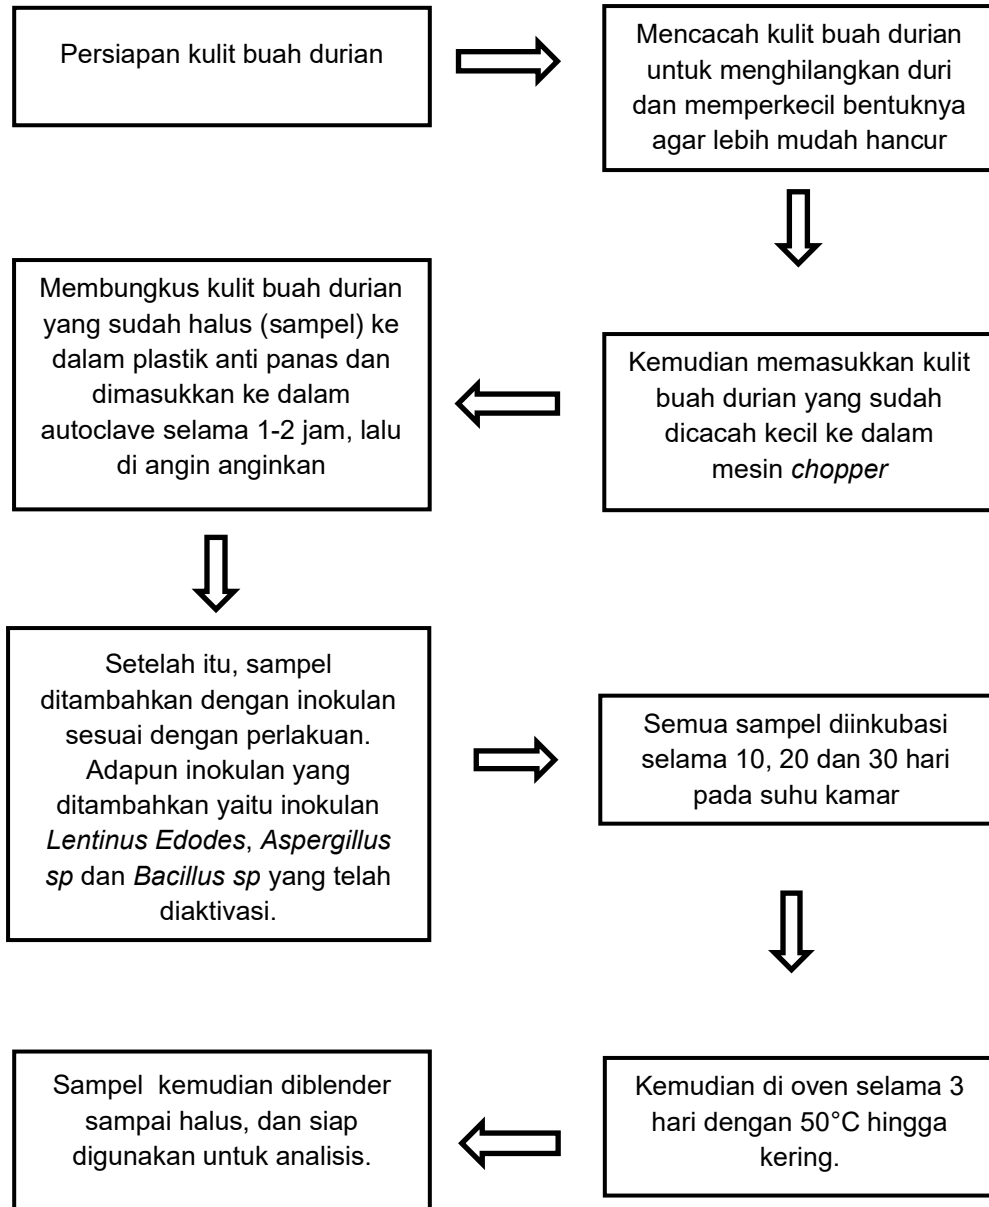 Persiapan kulit buah durian
Mencacah kulit buah durian
untuk menghilangkan duri
dan memperkecil bentuknya
agar lebih mudah hancur
Kemudian memasukkan kulit
buah durian yang sudah
dicacah kecil ke dalam
mesin chopper
Membungkus kulit buah durian
yang sudah halus (sampel) ke
dalam plastik anti panas dan
dimasukkan ke dalam
autoclave selama 1-2 jam, lalu
di angin anginkan
Setelah itu, sampel
ditambahkan dengan inokulan
sesuai dengan perlakuan.
Adapun inokulan yang
ditambahkan yaitu inokulan
Lentinus Edodes, Aspergillus
sp dan Bacillus sp yang telah
diaktivasi.
Semua sampel diinkubasi
selama 10, 20 dan 30 hari
pada suhu kamar
Kemudian di oven selama 3
hari dengan 50°C hingga
kering.
Sampel  kemudian diblender
sampai halus, dan siap
digunakan untuk analisis.